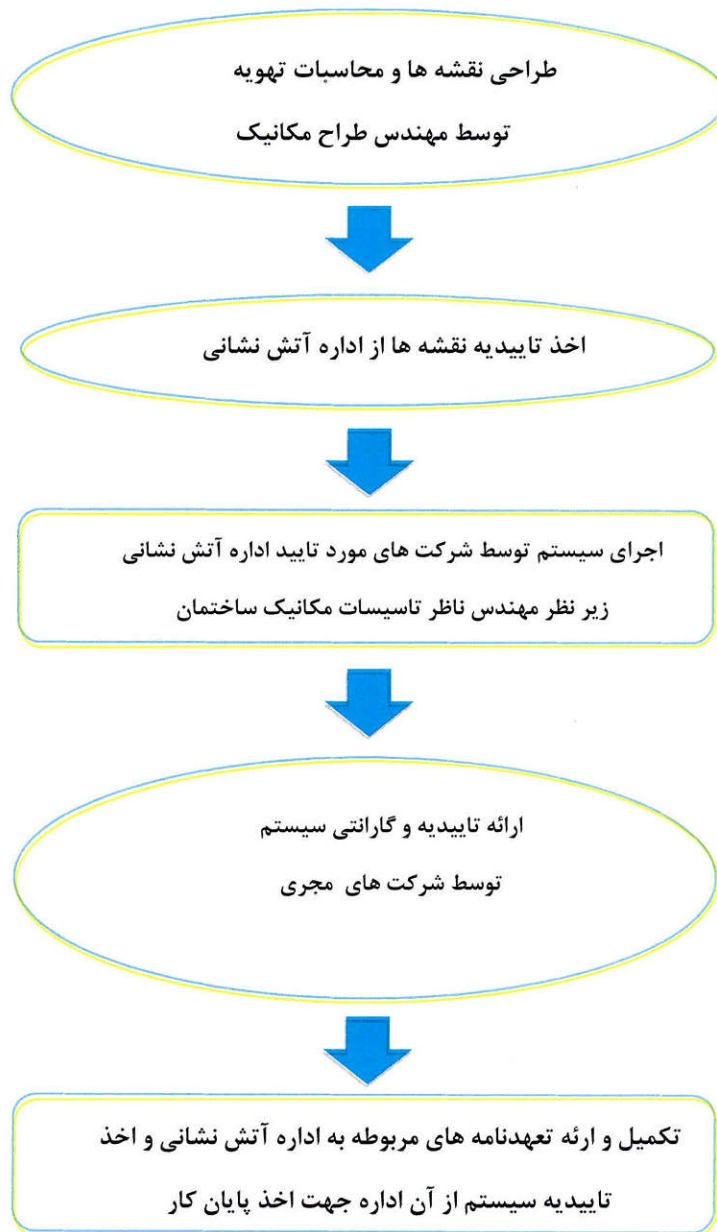 طراحی نقشه ها و محاسبات تهویه
توسط مهندس طراح مکانیک
اخذ تاییدیه نقشه ها از اداره آتش نشانی
اجرای سیستم توسط شرکت های مورد تایید اداره آتش نشانی
زیر نظر مهندس ناظر تاسیسات مکانیک ساختمان
ارائه تاییدیه و گارانتی سیستم
توسط شرکت های مجری
تکمیل و ارئه تعهدنامه های مربوطه به اداره آتش نشانی و اخذ
تاییدیه سیستم از آن اداره جهت اخذ پایان کار